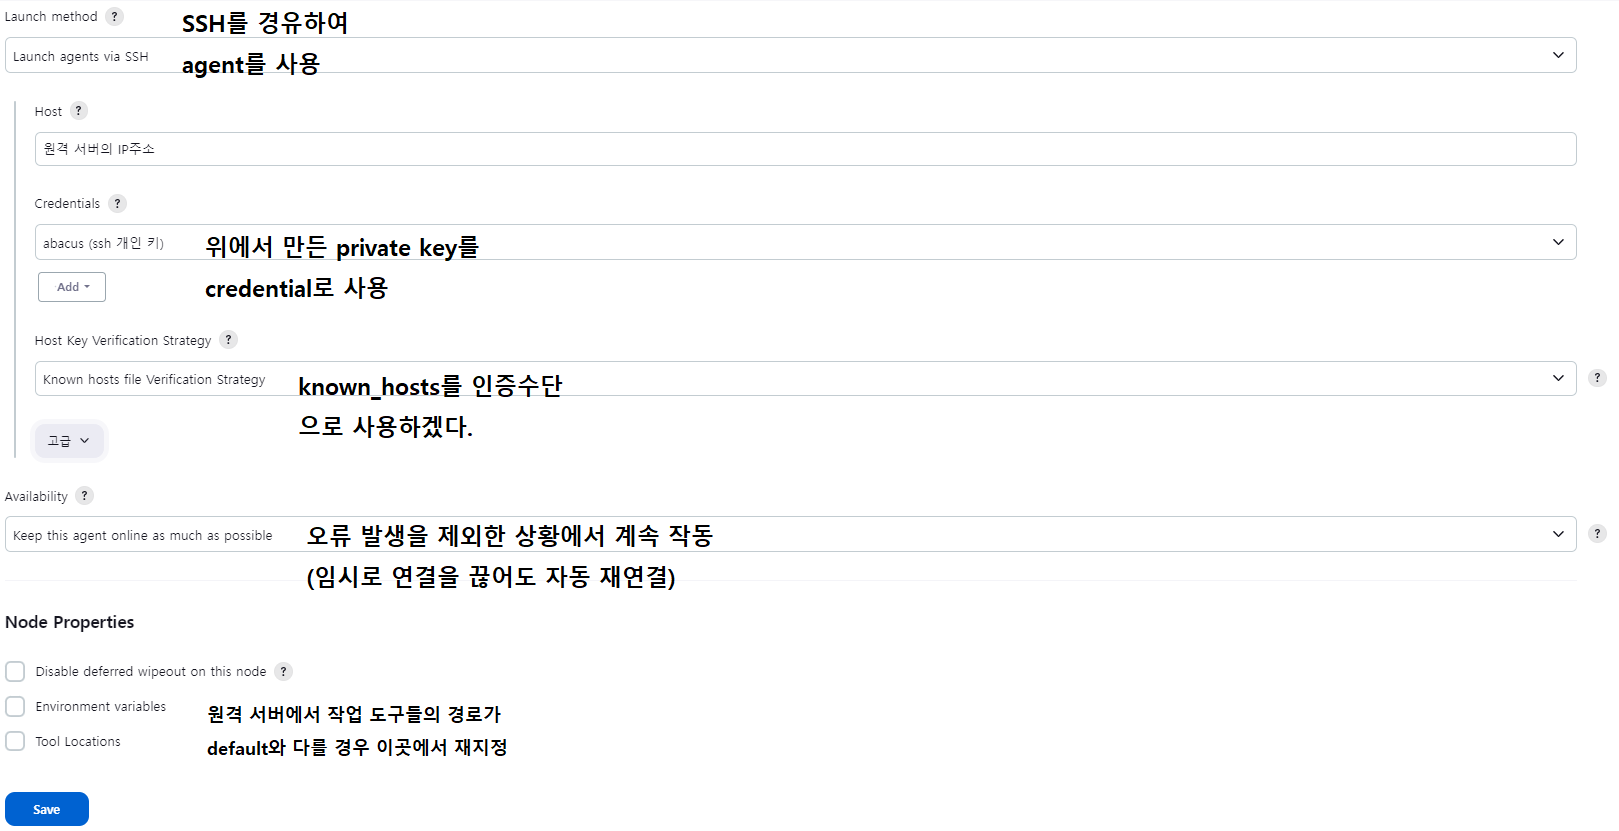 Launch method ?
SSH를 경유하여
Launch agents via SSH
agent를 사용
Host ?
원격 서버의 IP주소
Credentials ?
abacus (ssh 개인 키)
위에서 만든 private key를
credential로 사용
Add
Host Key Verification Strategy ?
Known hosts file Verification Strategy
?
known_hosts를 인증수단
으로 사용하겠다.
고급
Availability ?
Keep this agent online as much as possible
?
오류 발생을 제외한 상황에서 계속 작동
(임시로 연결을 끊어도 자동 재연결)
Node Properties
Disable deferred wipeout on this node ?
Environment variables
원격 서버에서 작업 도구들의 경로가
Tool Locations
default와 다를 경우 이곳에서 재지정
Save